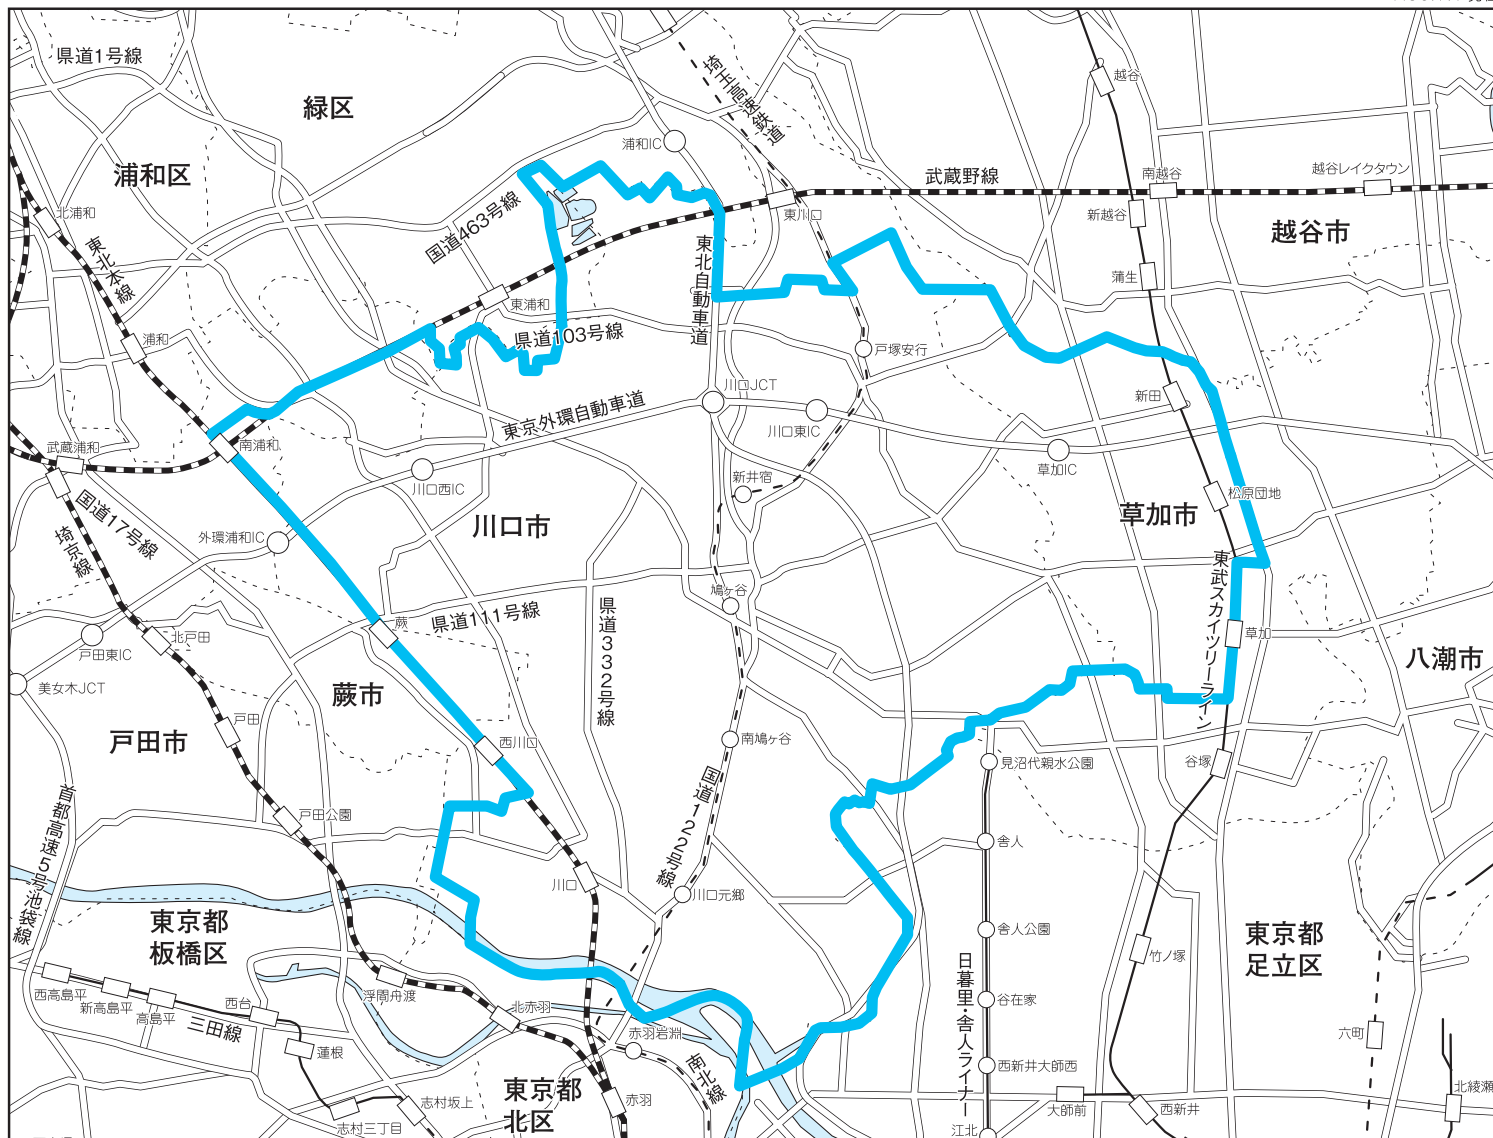 県道1号線
緑区
浦和区
北浦和
東北本線
浦和
国道463号線
浦和IC
埼玉高速鉄道
越谷
武蔵野線
南越谷
越谷レイクタウン
新越谷
越谷市
東川口
東北自動車道
蒲生
東浦和
県道103号線
戸塚安行
川口JCT
新田
東京外環自動車道
川口東IC
武蔵浦和
南浦和
草加IC
川口西IC
新井宿
松原団地
国道17号線
川口市
草加市
埼京線
外環浦和IC
東武スカイツリーライン
鳩ヶ谷
蕨
県道111号線
県道332号線
草加
北戸田
戸田東IC
八潮市
美女木JCT
蕨市
戸田
戸田市
西川口
南鳩ヶ谷
見沼代親水公園
谷塚
国道122号線
首都高速5号池袋線
戸田公園
舎人
川口
川口元郷
東京都
板橋区
舎人公園
東京都
足立区
竹ノ塚
日暮里・舎人ライナー
西高島平
新高島平
高島平
西台
浮間舟渡
北赤羽
谷在家
三田線
赤羽岩淵
六町
蓮根
南北線
西新井大師西
東京都
北区
赤羽
志村坂上
志村三丁目
大師前
西新井
北綾瀬
江北